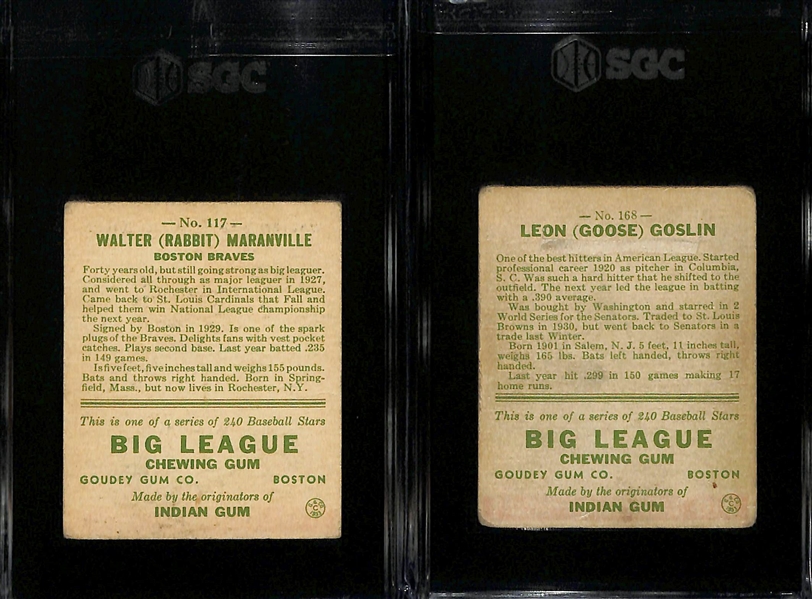 SGC
— No. 117 —
WALTER (RABBIT) MARANVILLE
BOSTON BRAVES
Forty years old, but still going strong as big leaguer.
Considered all through as major leaguer in 1927,
and went to Rochester in International League.
Came back to St. Louis Cardinals that Fall and
helped them win National League championship
the next year.
Signed by Boston in 1929. Is one of the spark
plugs of the Braves. Delights fans with vest pocket
catches. Plays second base. Last year batted .235
in 149 games.
Is five feet, five inches tall and weighs 155 pounds.
Bats and throws right handed. Born in Spring-
field, Mass., but now lives in Rochester, N.Y.
This is one of a series of 240 Baseball Stars
BIG LEAGUE
CHEWING GUM
GOUDEY GUM CO. BOSTON
Made by the originators of
INDIAN GUM
SGC
— No. 168 —
LEON (GOOSE) GOSLIN
One of the best hitters in American League. Started
professional career 1920 as pitcher in Columbia,
S. C. Was such a hard hitter that he shifted to the
outfield. The next year led the league in batting
with a .390 average.
Was bought by Washington and starred in 2
World Series for the Senators. Traded to St. Louis
Browns in 1930, but went back to Senators in a
trade last Winter.
Born 1901 in Salem, N. J. 5 feet, 11 inches tall,
weighs 165 lbs. Bats left handed, throws right
handed.
Last year hit .299 in 150 games making 17
home runs.
This is one of a series of 240 Baseball Stars
BIG LEAGUE
CHEWING GUM
GOUDEY GUM CO. BOSTON
Made by the originators of
INDIAN GUM